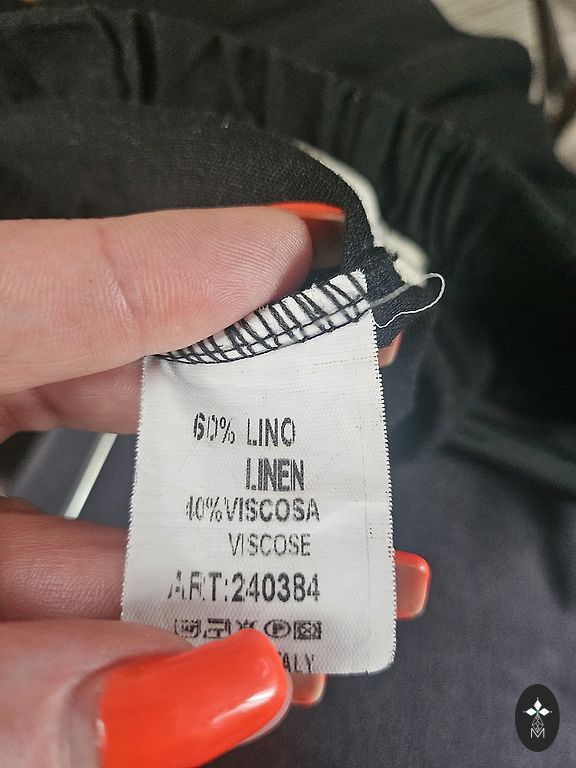 60% LINO
LINEN
40% VISCOSA
VISCOSE
ART:240384
M